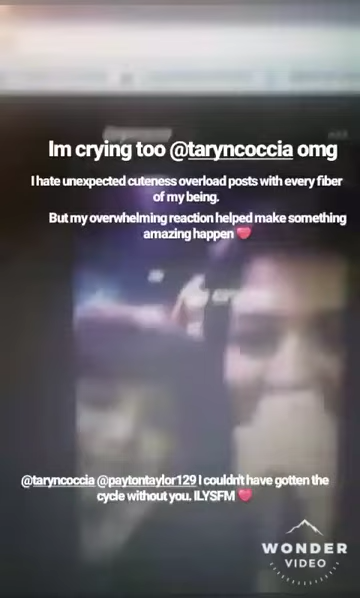 Im crying too @taryncoccia omg
I hate unexpected cuteness overload posts with every fiber
of my being.
But my overwhelming reaction helped make something
amazing happen ❤️
@taryncoccia @paytontaylor129 I couldn't have gotten the
cycle without you. ILYSFM ❤️
WONDER
VIDEO